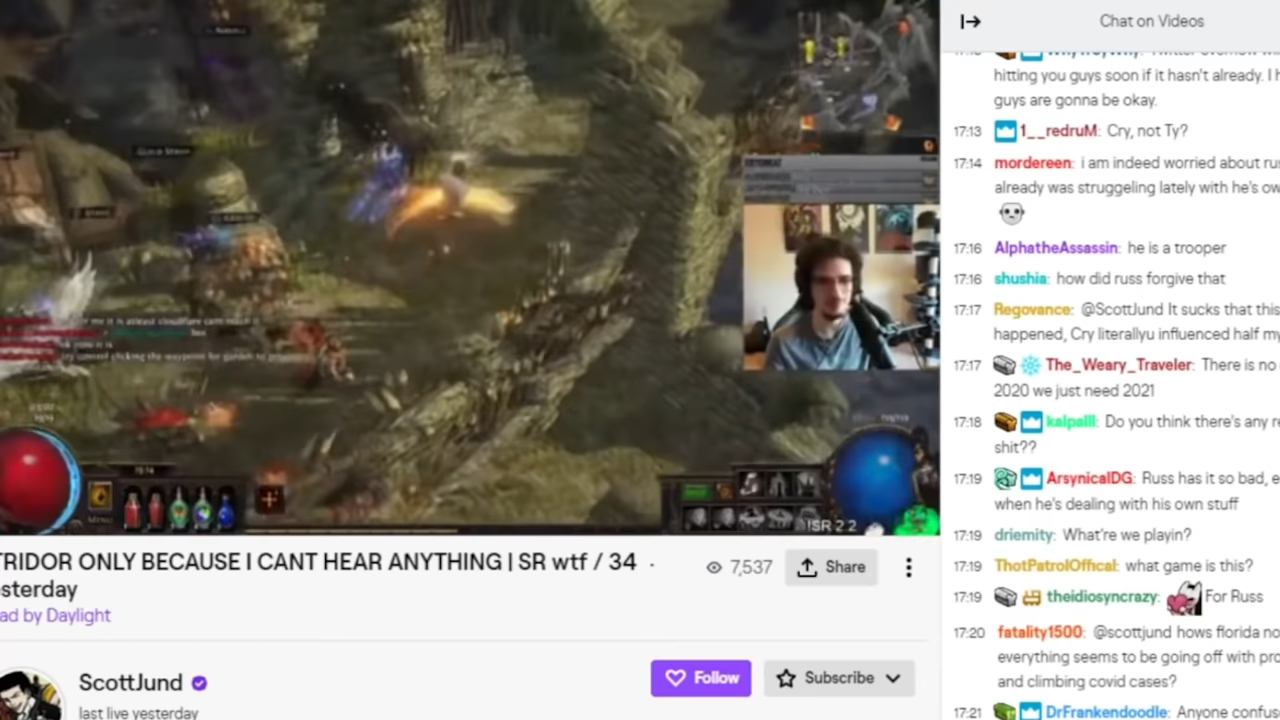 Chat on Videos
hitting you guys soon if it hasn't already. I h
guys are gonna be okay.
17:13 1__redruM: Cry, not Ty?
17:14 mordereen: i am indeed worried about rus
already was struggeling lately with he's ow
17:16 AlphatheAssassin: he is a trooper
17:16 shushia: how did russ forgive that
17:17 Regovance: @ScottJund It sucks that this
happened, Cry literallyu influenced half my
17:17 The_Weary_Traveler: There is no
2020 we just need 2021
17:18 kalpalll: Do you think there's any re
shit??
17:19 ArsynicalDG: Russ has it so bad, e
when he's dealing with his own stuff
17:19 driemity: What're we playin?
17:19 ThotPatrolOffical: what game is this?
17:19 theidiosyncrazy: For Russ
17:20 fatality1500: @scottjund hows florida no
everything seems to be going off with pro
and climbing covid cases?
17:21 DrFrankendoodle: Anyone confus
!SR 2.2
TRIDOR ONLY BECAUSE I CANT HEAR ANYTHING | SR wtf / 34 ·
esterday
ad by Daylight
7,537
Share
ScottJund
last live yesterday
Follow
Subscribe